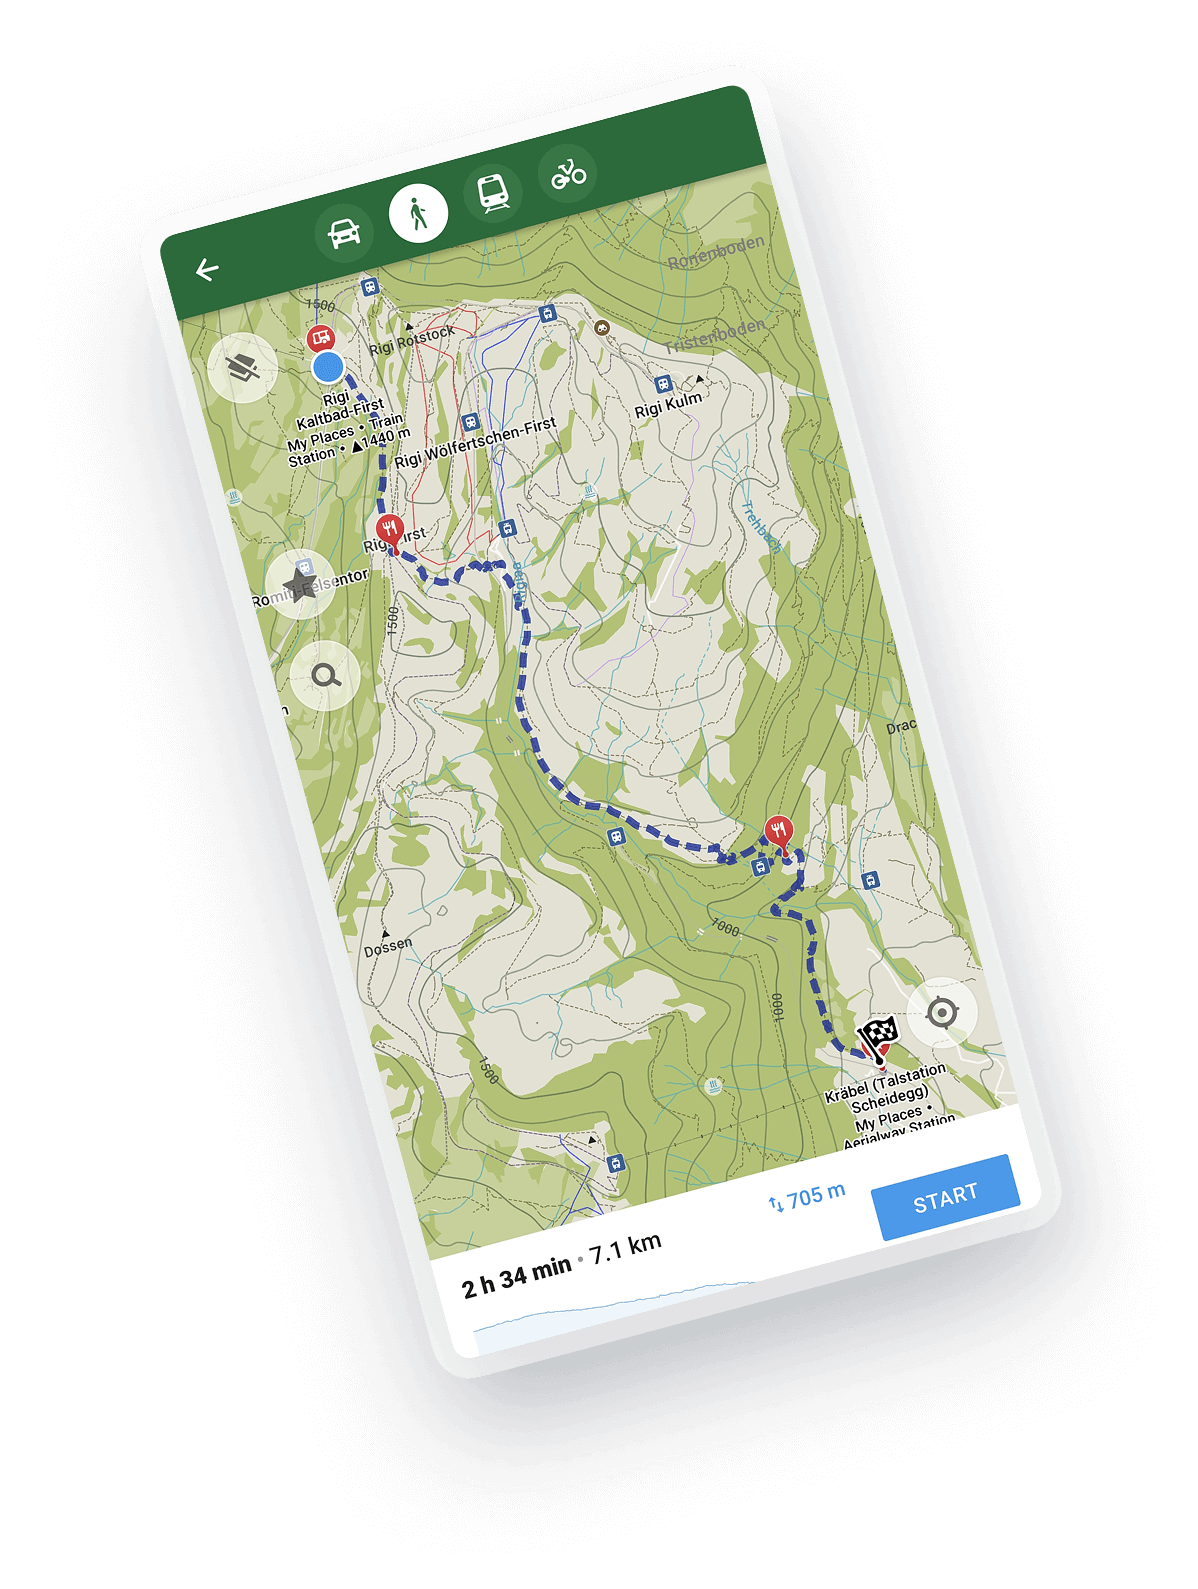 Ronenboden
1500
Rigi Rotstock
Tristenboden
Rigi
Kaltbad-First
My Places • Train
Station • ▲1440 m
Rigi Kulm
Rigi Wölfertschen-First
Trehbach
Rigi First
Romiti-Felsentor
1500
Drac
1000
Dossen
1000
1500
Kräbel (Talstation
Scheidegg)
My Places •
Aerialway Station
705 m
START
2 h 34 min • 7.1 km